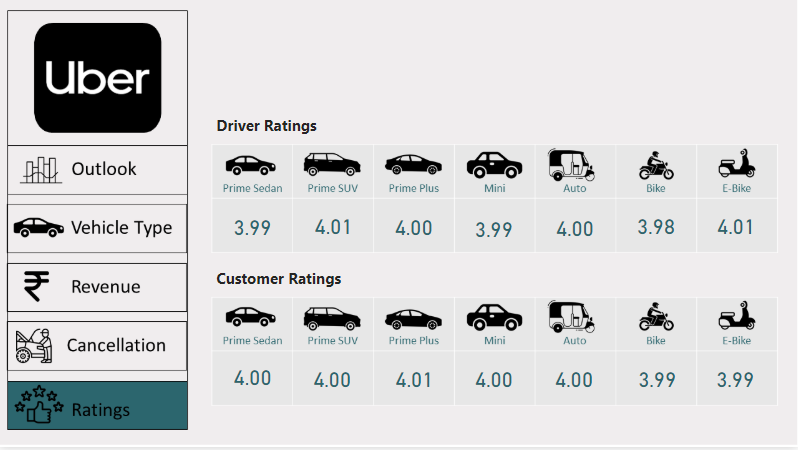 Uber
Outlook
Vehicle Type
Revenue
Cancellation
Ratings
Driver Ratings
Prime Sedan Prime SUV Prime Plus Mini Auto Bike E-Bike
3.99 4.01 4.00 3.99 4.00 3.98 4.01
Customer Ratings
Prime Sedan Prime SUV Prime Plus Mini Auto Bike E-Bike
4.00 4.00 4.01 4.00 4.00 3.99 3.99